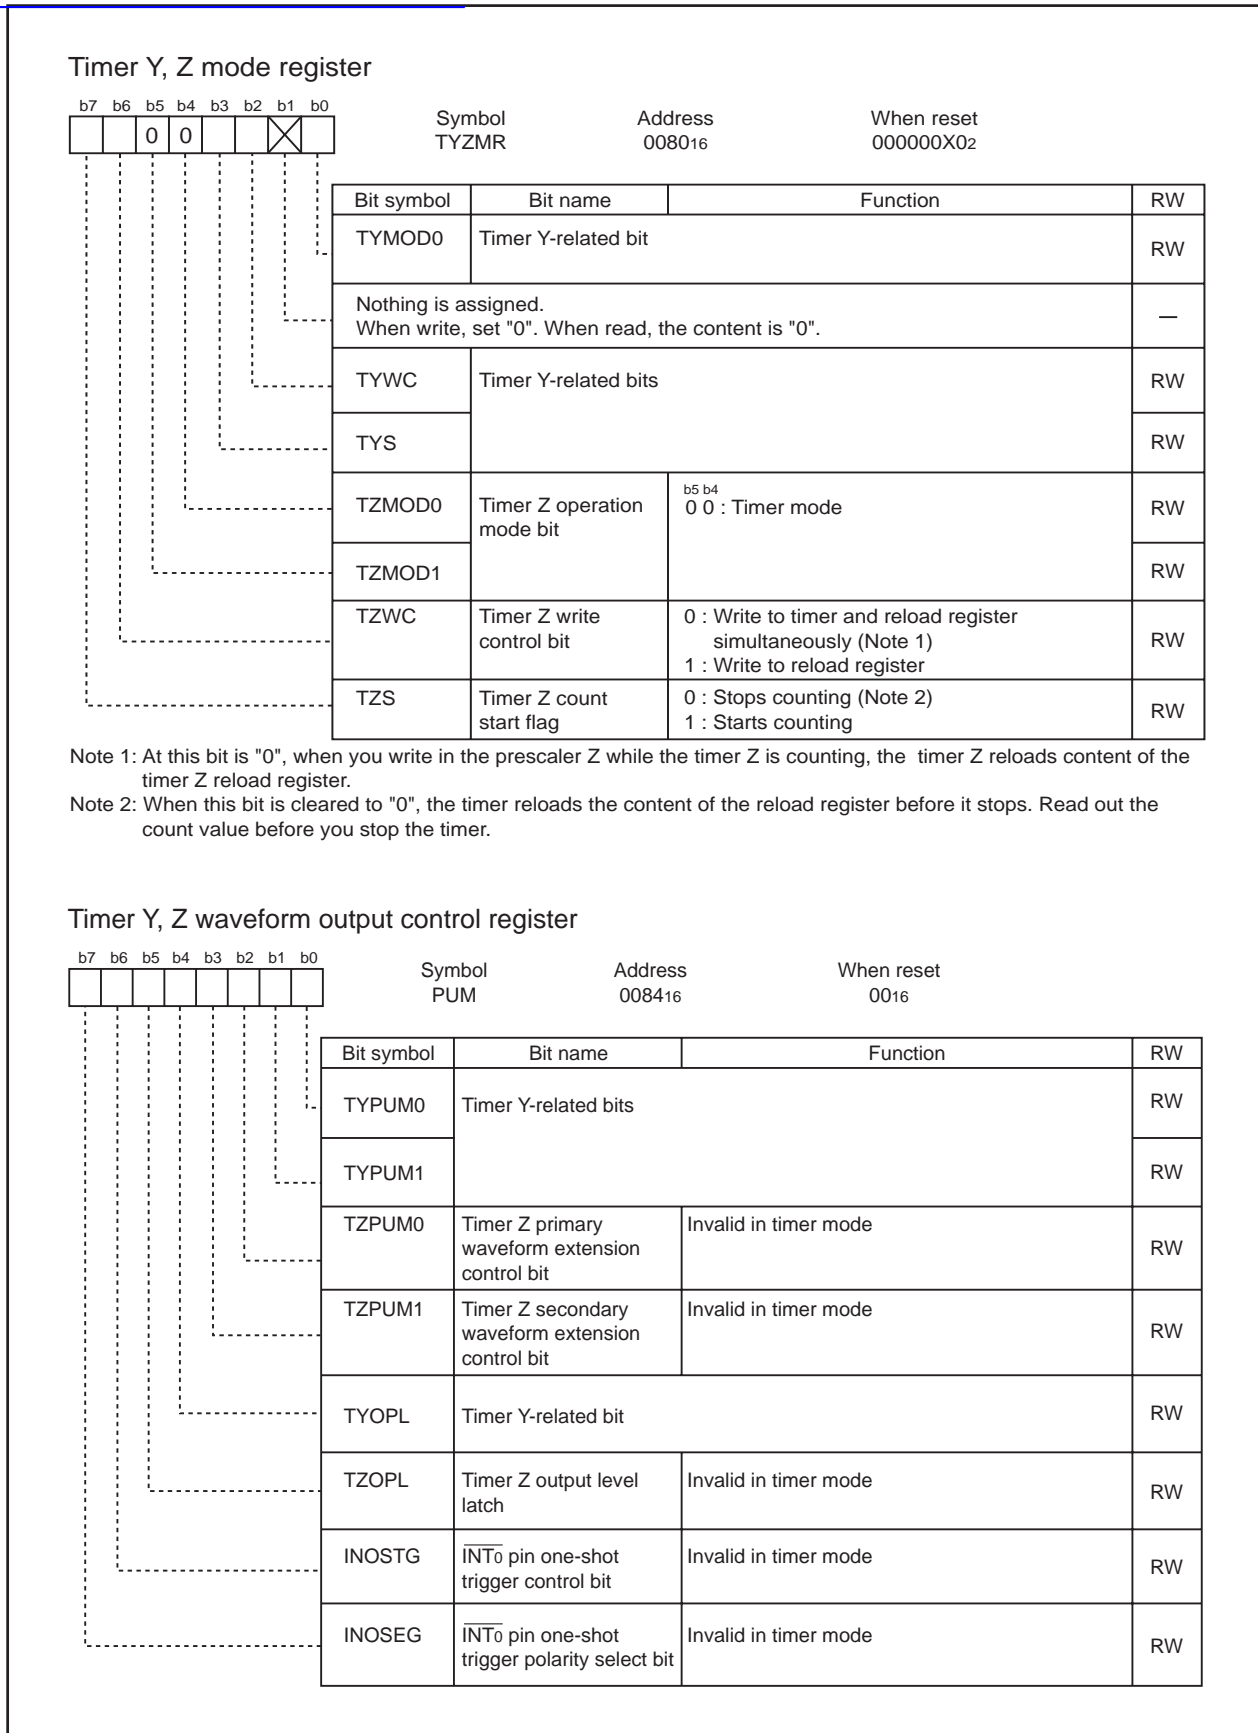 Timer Y, Z mode register
b7 b6 b5 b4 b3 b2 b1 b0
0 0
Symbol Address When reset
TYZMR 008016 000000X02
Bit symbol Bit name Function RW
TYMOD0 Timer Y-related bit RW
Nothing is assigned.
When write, set "0". When read, the content is "0". —
TYWC Timer Y-related bits RW
TYS RW
b5 b4
TZMOD0 Timer Z operation 0 0 : Timer mode RW
mode bit
TZMOD1 RW
TZWC Timer Z write 0 : Write to timer and reload register
control bit simultaneously (Note 1) RW
1 : Write to reload register
TZS Timer Z count 0 : Stops counting (Note 2) RW
start flag 1 : Starts counting
Note 1: At this bit is "0", when you write in the prescaler Z while the timer Z is counting, the timer Z reloads content of the
timer Z reload register.
Note 2: When this bit is cleared to "0", the timer reloads the content of the reload register before it stops. Read out the
count value before you stop the timer.
Timer Y, Z waveform output control register
b7 b6 b5 b4 b3 b2 b1 b0
Symbol Address When reset
PUM 008416 0016
Bit symbol Bit name Function RW
TYPUM0 Timer Y-related bits RW
TYPUM1 RW
TZPUM0 Timer Z primary Invalid in timer mode
waveform extension RW
control bit
TZPUM1 Timer Z secondary Invalid in timer mode
waveform extension RW
control bit
TYOPL Timer Y-related bit RW
TZOPL Timer Z output level Invalid in timer mode RW
latch
INOSTG INT0 pin one-shot Invalid in timer mode RW
trigger control bit
INOSEG INT0 pin one-shot Invalid in timer mode RW
trigger polarity select bit